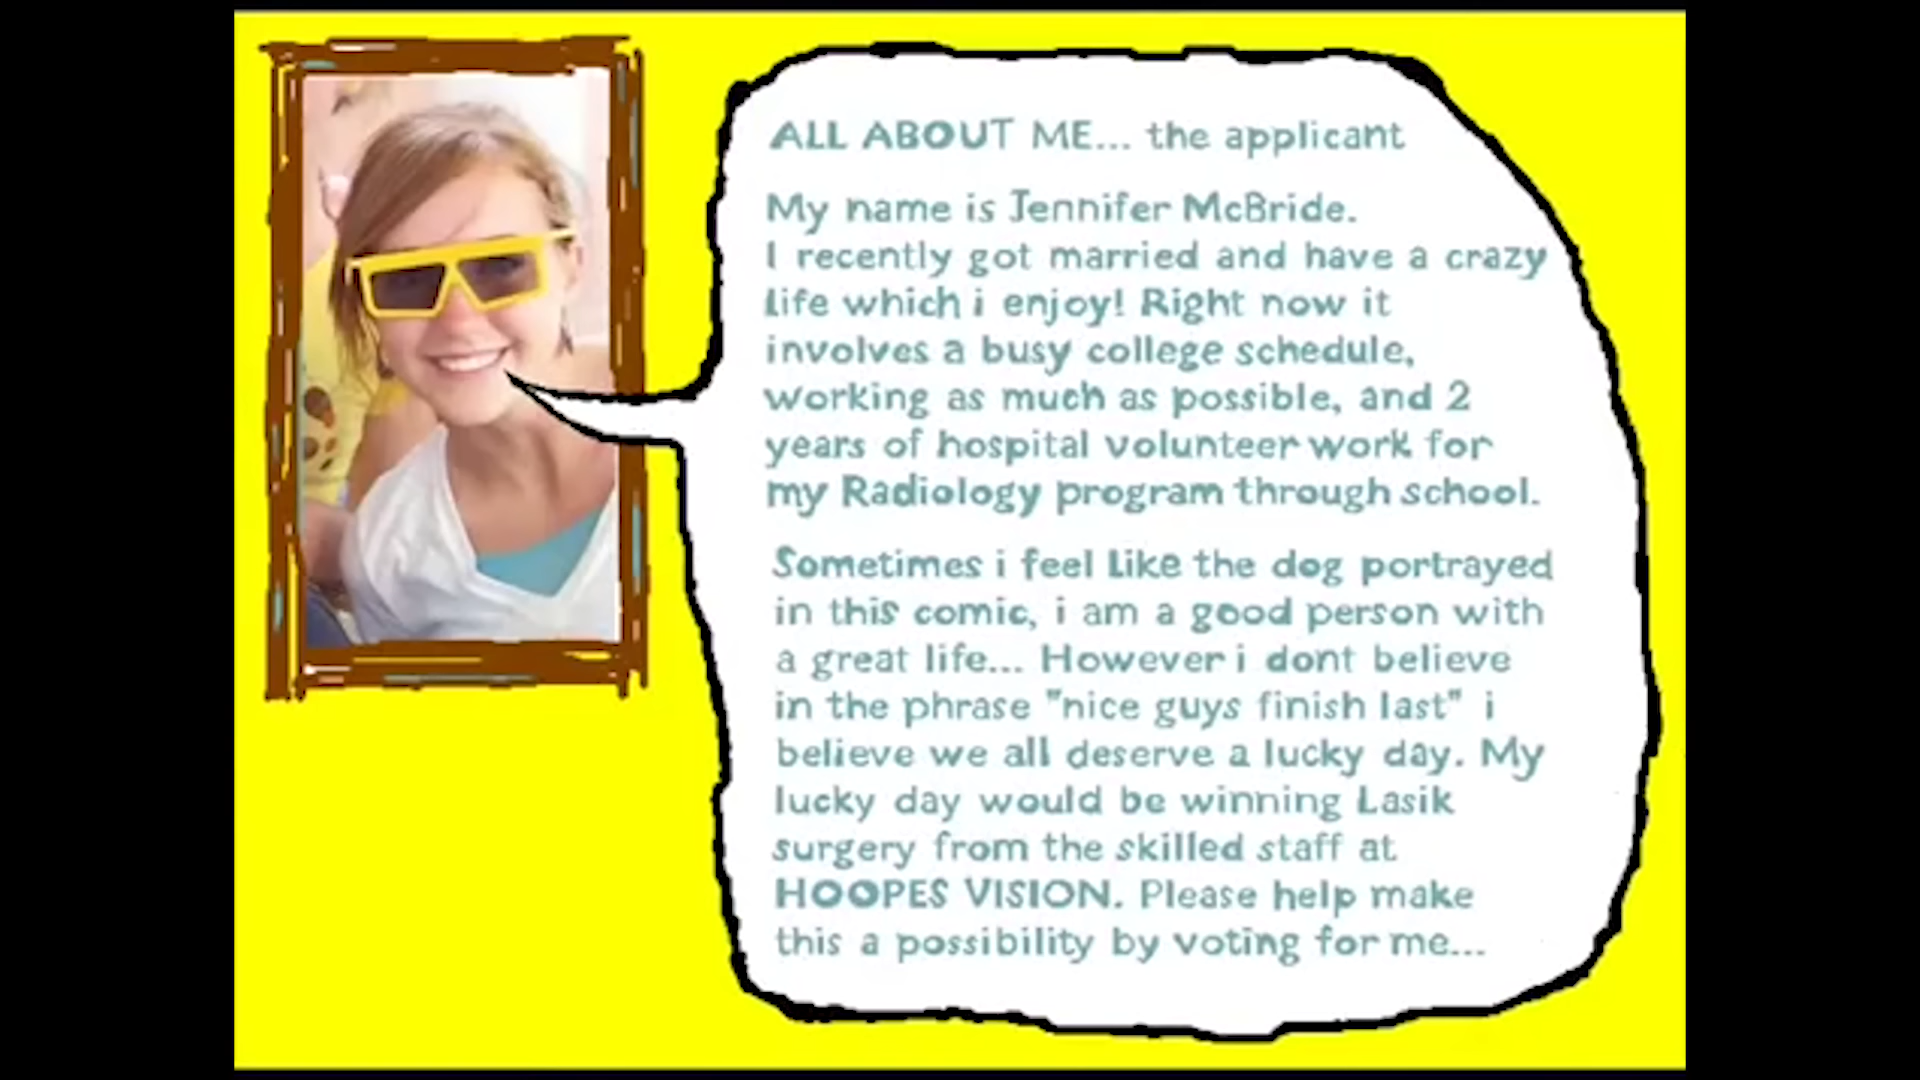 ALL ABOUT ME... the applicant
My name is Jennifer McBride.
I recently got married and have a crazy
life which i enjoy! Right now it
involves a busy college schedule,
working as much as possible, and 2
years of hospital volunteer work for
my Radiology program through school.
Sometimes i feel like the dog portrayed
in this comic, i am a good person with
a great life... However i dont believe
in the phrase "nice guys finish last" i
believe we all deserve a lucky day. My
lucky day would be winning Lasik
surgery from the skilled staff at
HOOPES VISION. Please help make
this a possibility by voting for me...